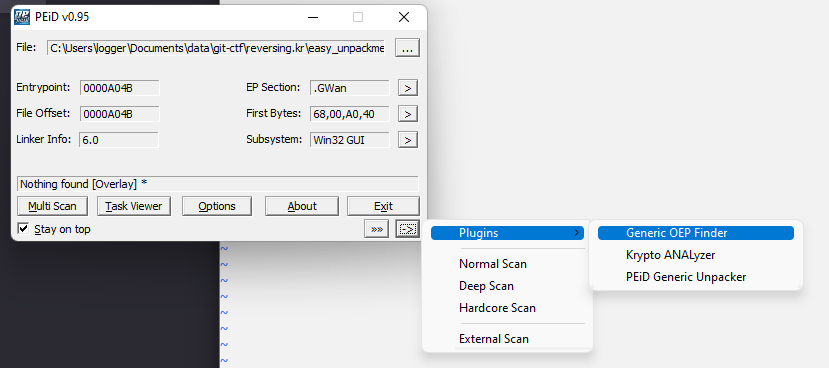 PEiD v0.95
File: C:\Users\logger\Documents\data\git-ctf\reversing.kr\easy_unpackme ...
Entrypoint: 0000A04B EP Section: .GWan >
File Offset: 0000A04B First Bytes: 68,00,A0,40 >
Linker Info: 6.0 Subsystem: Win32 GUI >
Nothing found [Overlay] *
Multi Scan Task Viewer Options About Exit
Stay on top »» ->
Plugins >
Normal Scan
Deep Scan
Hardcore Scan
External Scan
Generic OEP Finder
Krypto ANALyzer
PEiD Generic Unpacker
~
~
~
~
~
~
~